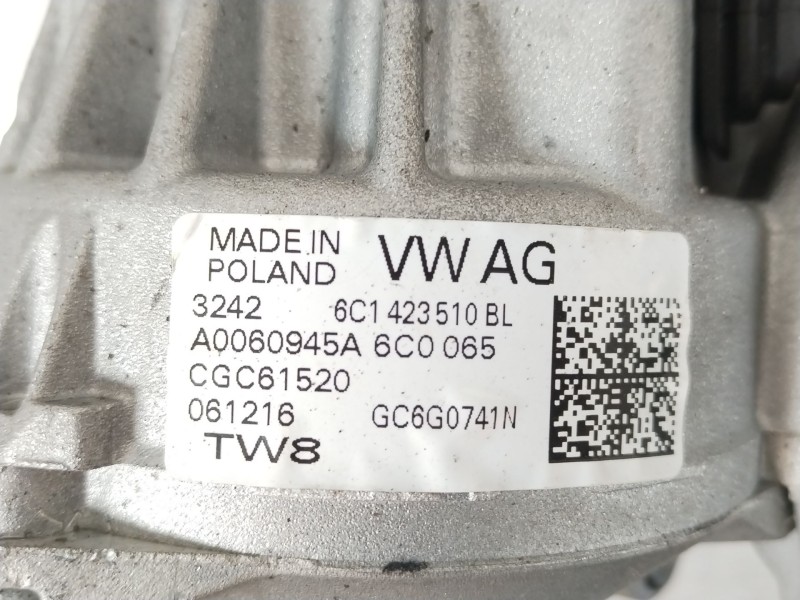 MADE IN VW AG
POLAND
3242 6C1 423 510 BL
A0060945A 6C0 065
CGC61520
061216 GC6G0741N
TW8